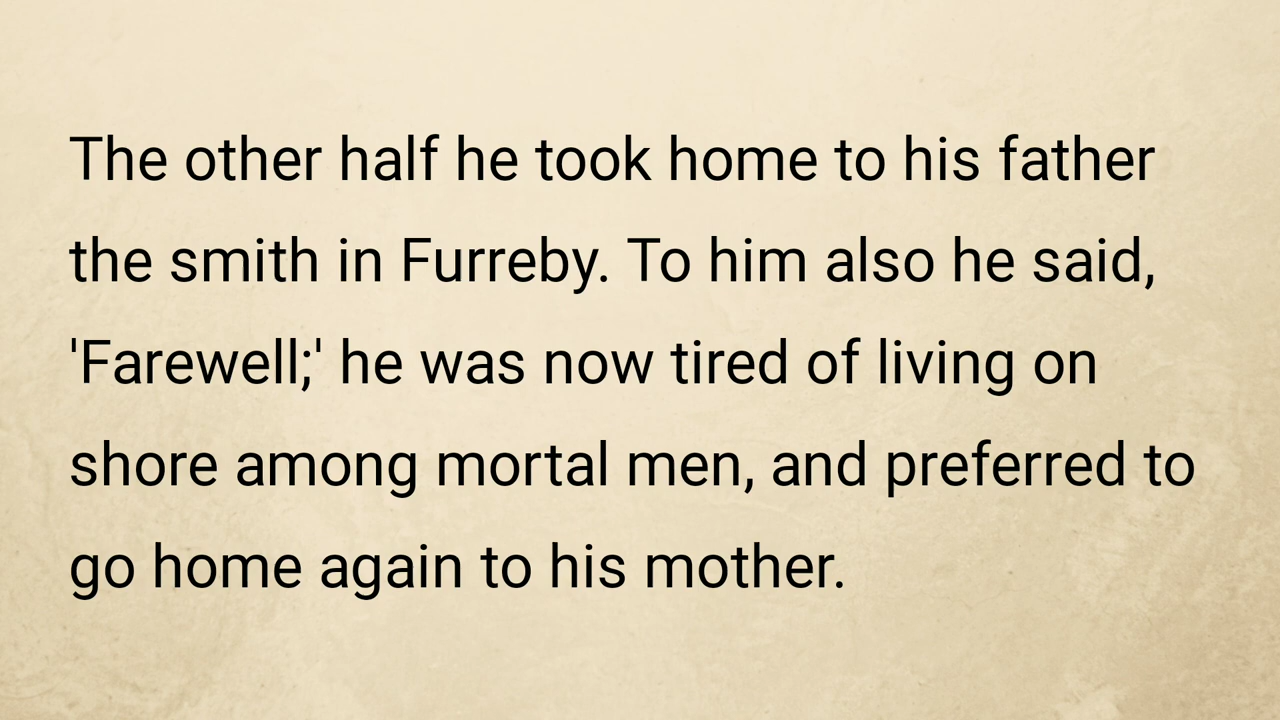 The other half he took home to his father
the smith in Furreby. To him also he said,
'Farewell;' he was now tired of living on
shore among mortal men, and preferred to
go home again to his mother.